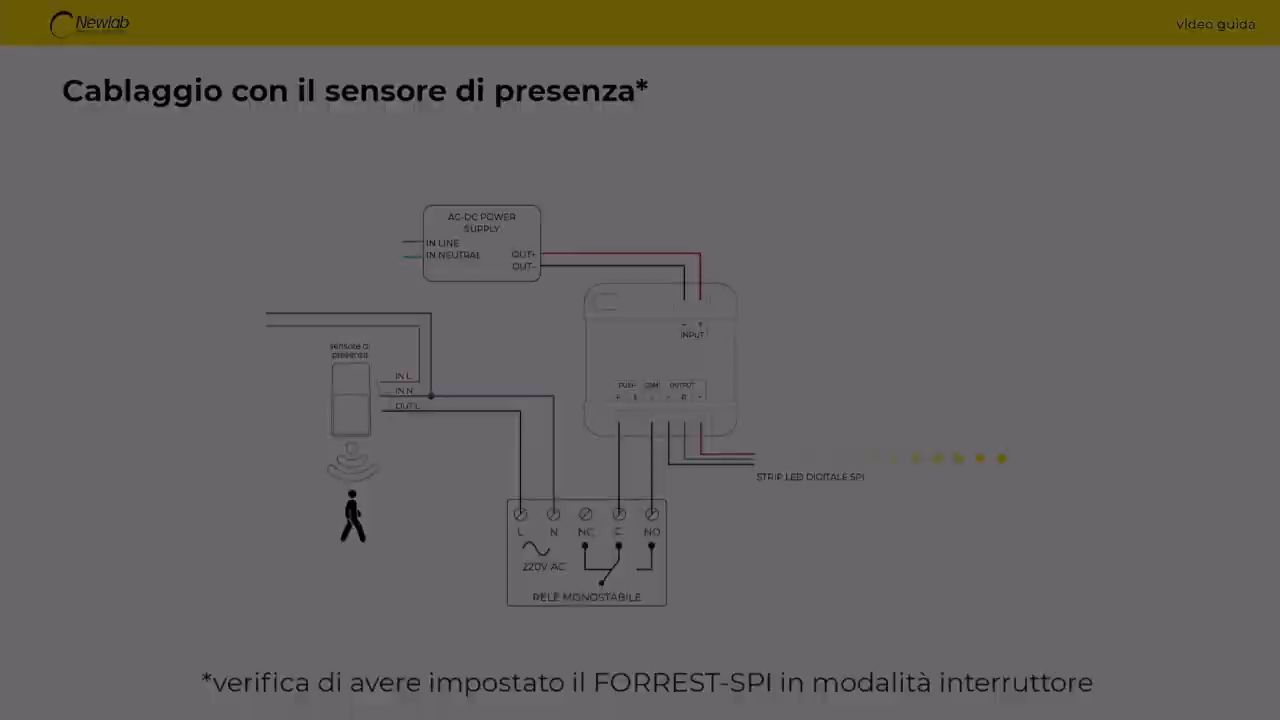 Newlab
video guida
Cablaggio con il sensore di presenza*
AC-DC POWER
SUPPLY
IN LINE
IN NEUTRAL
OUT+
OUT-
- +
INPUT
sensore di
presenza
IN L
IN N
OUT L
PUSH COM OUTPUT
STRIP LED DIGITALE SPI
L N NC C NO
220V AC
RELÈ MONOSTABILE
*verifica di avere impostato il FORREST-SPI in modalità interruttore